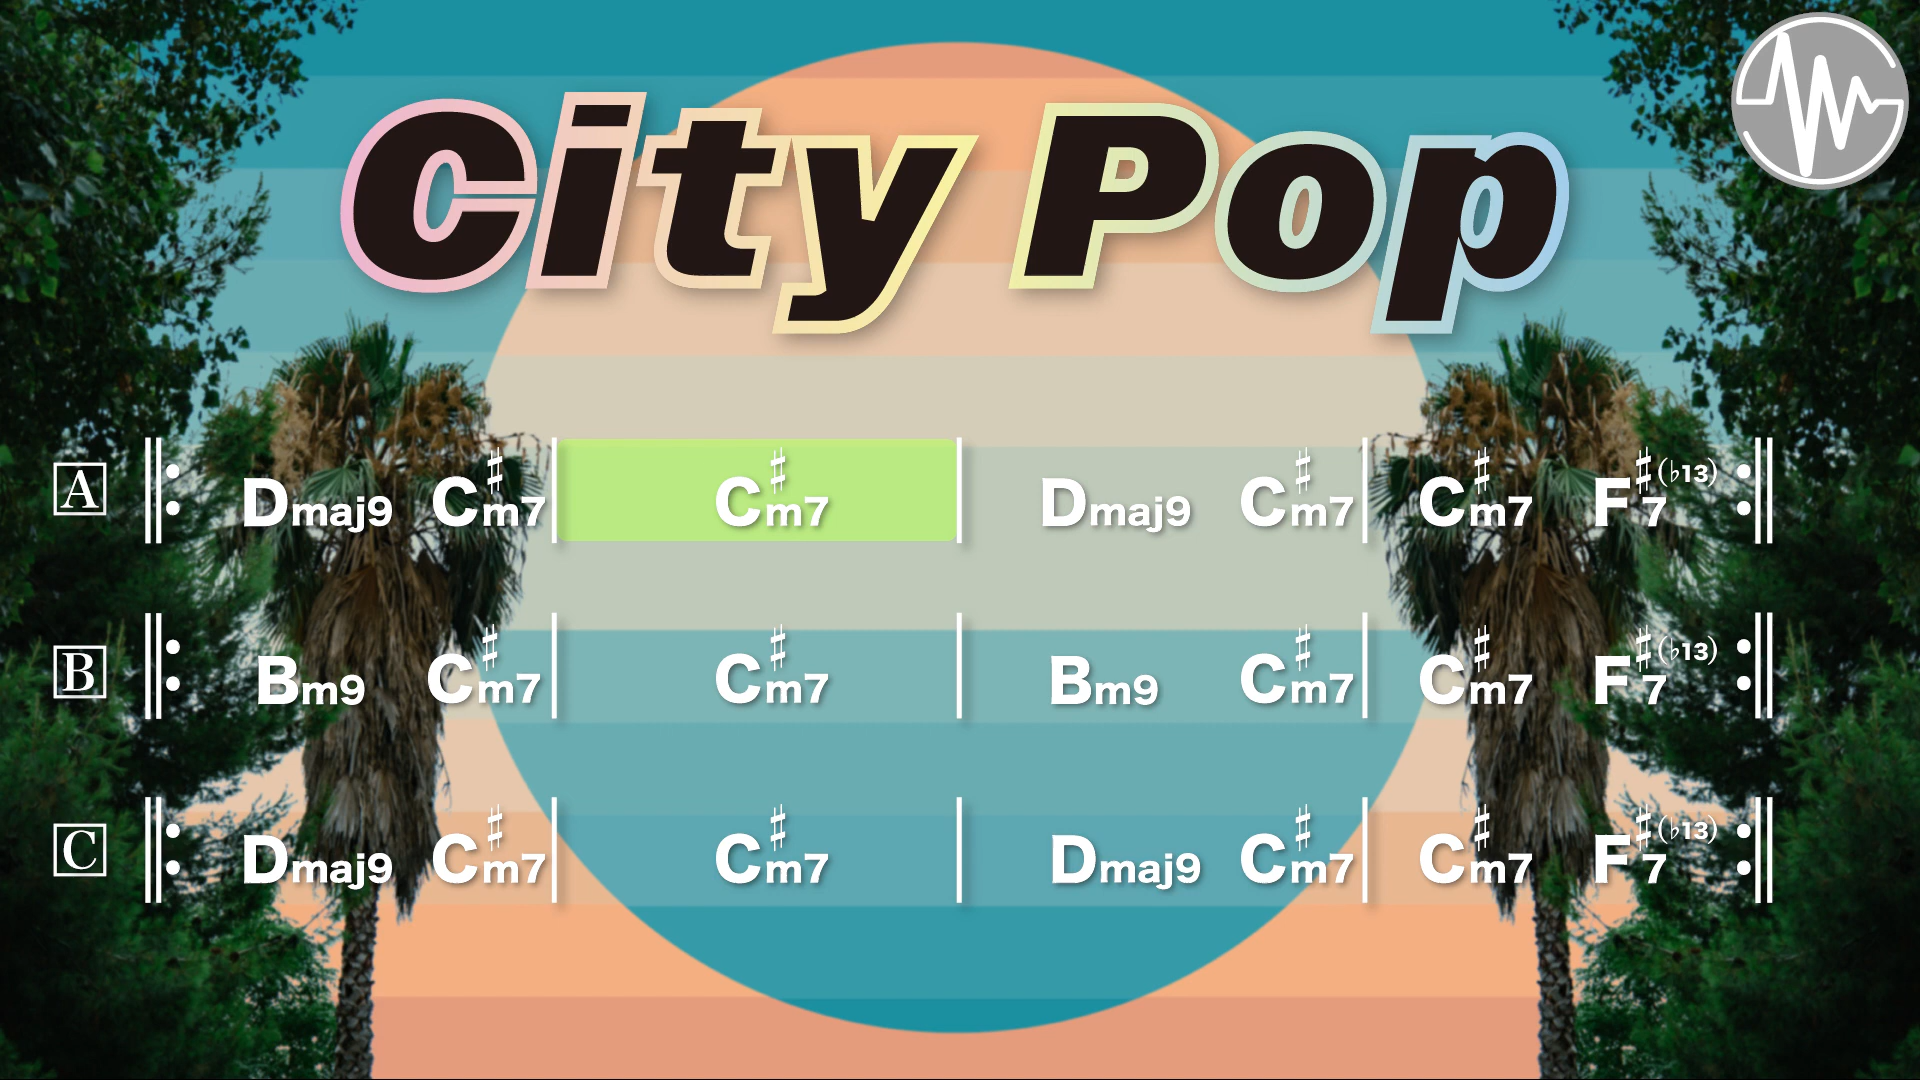 City Pop
A Dmaj9 C♯m7 C♯m7 Dmaj9 C♯m7 C♯m7 F♯7(♭13)
B Bm9 C♯m7 C♯m7 Bm9 C♯m7 C♯m7 F♯7(♭13)
C Dmaj9 C♯m7 C♯m7 Dmaj9 C♯m7 C♯m7 F♯7(♭13)